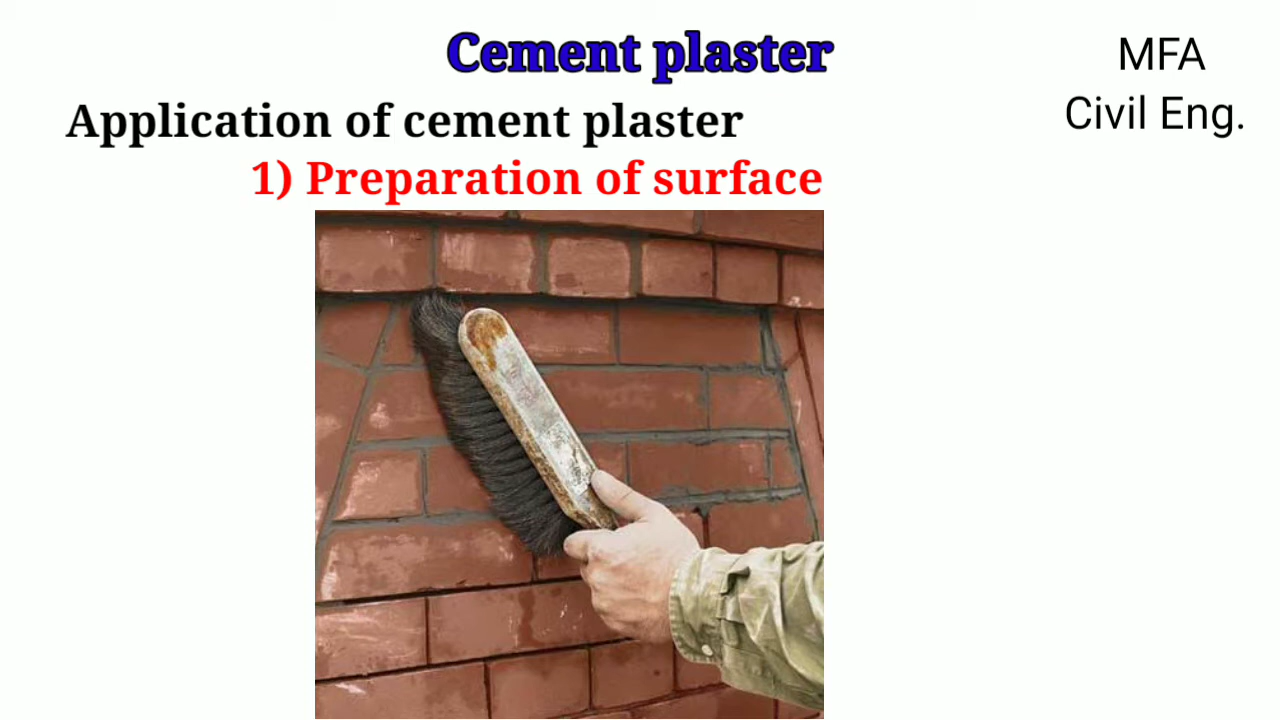 Cement plaster
MFA
Civil Eng.
Application of cement plaster
1) Preparation of surface